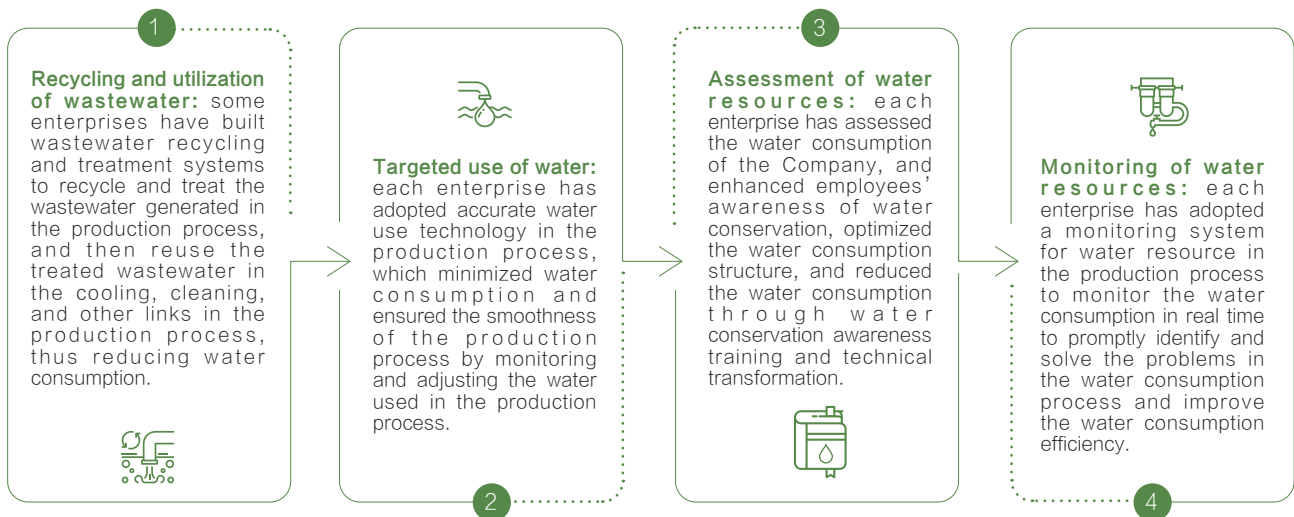 1
Recycling and utilization
of wastewater: some
enterprises have built
wastewater recycling
and treatment systems
to recycle and treat the
wastewater generated in
the production process,
and then reuse the
treated wastewater in
the cooling, cleaning,
and other links in the
production process,
thus reducing water
consumption.
Targeted use of water:
each enterprise has
adopted accurate water
use technology in the
production process,
which minimized water
consumption and
ensured the smoothness
of the production
process by monitoring
and adjusting the water
used in the production
process.
2
3
Assessment of water
resources: each
enterprise has assessed
the water consumption
of the Company, and
enhanced employees’
awareness of water
conservation, optimized
the water consumption
structure, and reduced
the water consumption
through water
conservation awareness
training and technical
transformation.
Monitoring of water
resources: each
enterprise has adopted
a monitoring system
for water resource in
the production process
to monitor the water
consumption in real time
to promptly identify and
solve the problems in
the water consumption
process and improve
the water consumption
efficiency.
4